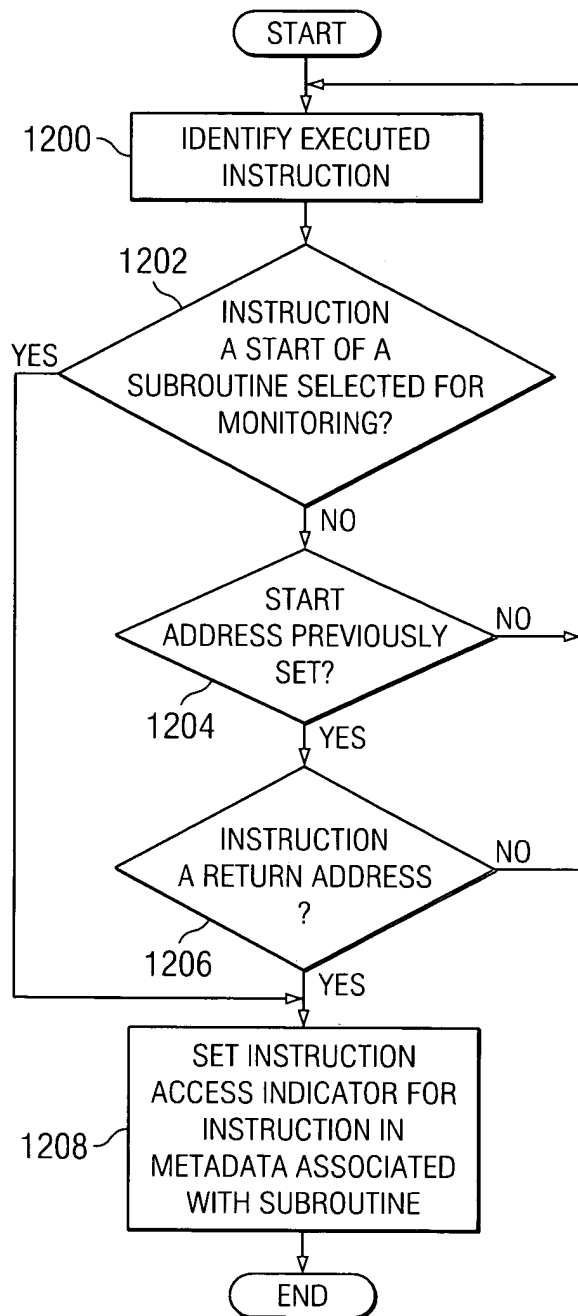 START
1200
IDENTIFY EXECUTED
INSTRUCTION
1202
INSTRUCTION
A START OF A
SUBROUTINE SELECTED FOR
MONITORING?
YES
NO
START
ADDRESS PREVIOUSLY
SET?
NO
1204
YES
INSTRUCTION
A RETURN ADDRESS
?
NO
1206
YES
SET INSTRUCTION
ACCESS INDICATOR FOR
INSTRUCTION IN
METADATA ASSOCIATED
WITH SUBROUTINE
1208
END